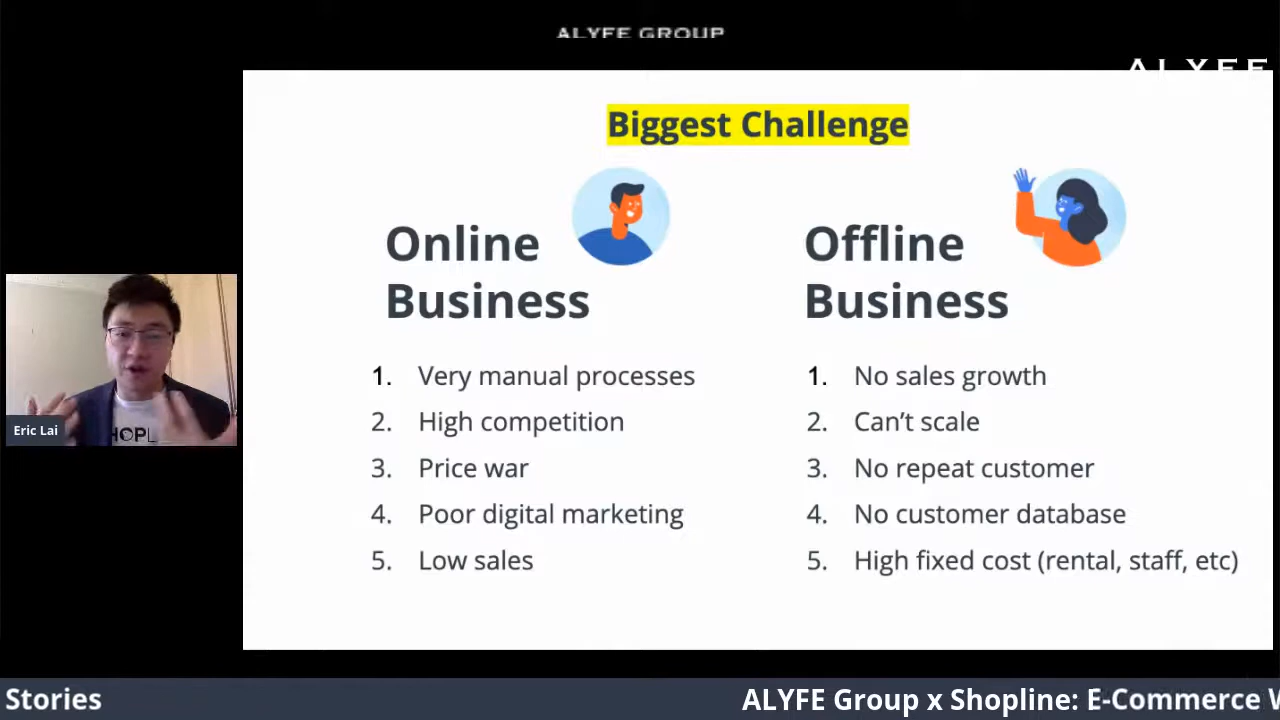 ALYFE GROUP
ALYFE
Biggest Challenge
Online
Business
1. Very manual processes
2. High competition
3. Price war
4. Poor digital marketing
5. Low sales
Offline
Business
1. No sales growth
2. Can’t scale
3. No repeat customer
4. No customer database
5. High fixed cost (rental, staff, etc)
HOPL
Eric Lai
Stories
ALYFE Group x Shopline: E-Commerce